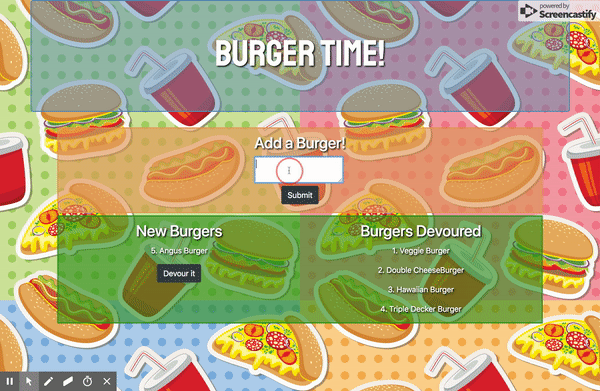 powered by
Screencastify
BURGER TIME!
Add a Burger!
Submit
New Burgers
5. Angus Burger
Devour it
Burgers Devoured
1. Veggie Burger
2. Double CheeseBurger
3. Hawaiian Burger
4. Triple Decker Burger